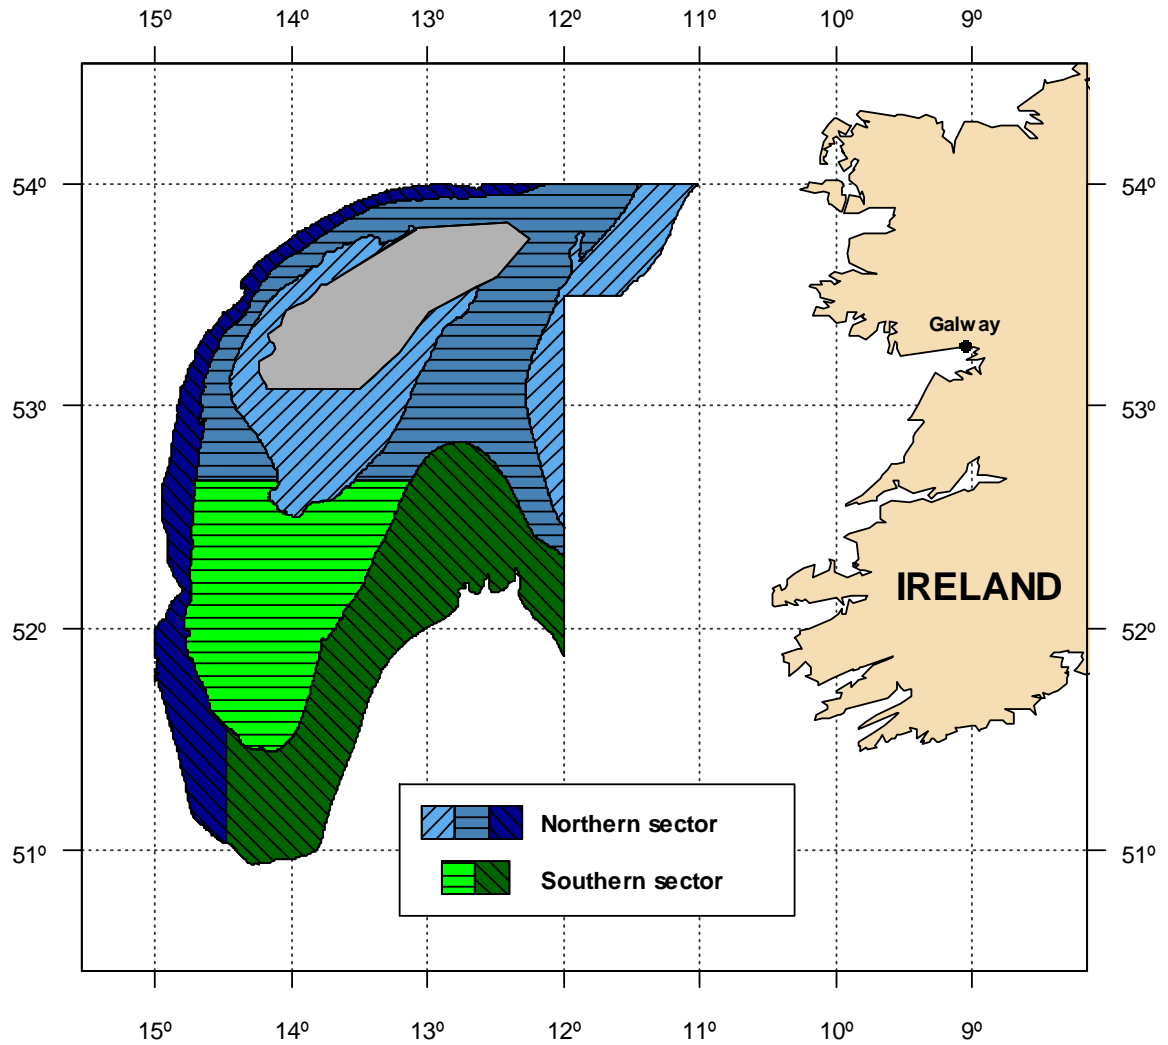 15º 14º 13º 12º 11º 10º 9º
54º 54º
Galway
53º 53º
IRELAND
52º 52º
Northern sector
51º 51º
Southern sector
15º 14º 13º 12º 11º 10º 9º